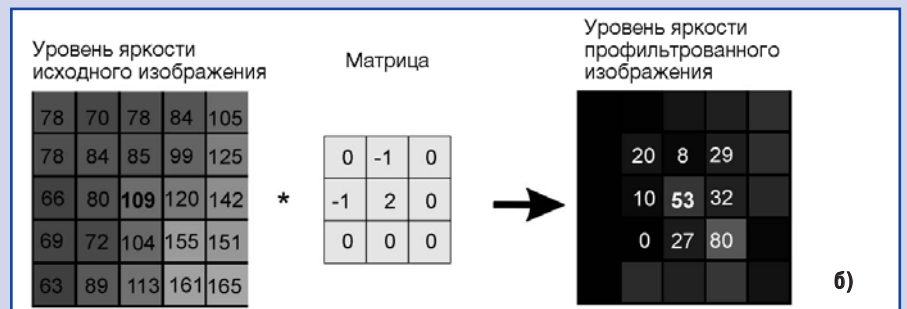 Уровень яркости
исходного изображения
Матрица
Уровень яркости
профильтрованного
изображения
78 70 78 84 105
78 84 85 99 125
66 80 109 120 142
69 72 104 155 151
63 89 113 161 165
*
0 -1 0
-1 2 0
0 0 0
20 8 29
10 53 32
0 27 80
б)